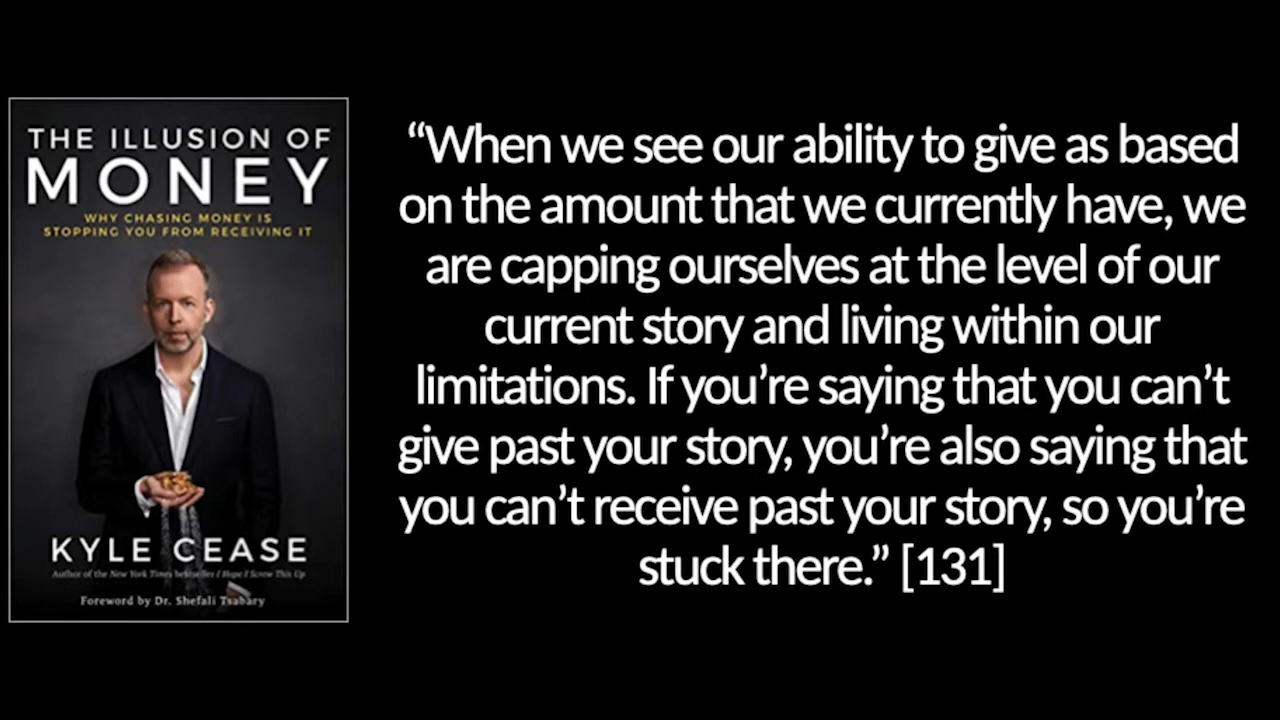 THE ILLUSION OF
MONEY
WHY CHASING MONEY IS
STOPPING YOU FROM RECEIVING IT
KYLE CEASE
Author of the New York Times bestseller I Hope I Screw This Up
Foreword by Dr. Shefali Tsabary
“When we see our ability to give as based
on the amount that we currently have, we
are capping ourselves at the level of our
current story and living within our
limitations. If you’re saying that you can’t
give past your story, you’re also saying that
you can’t receive past your story, so you’re
stuck there.” [131]